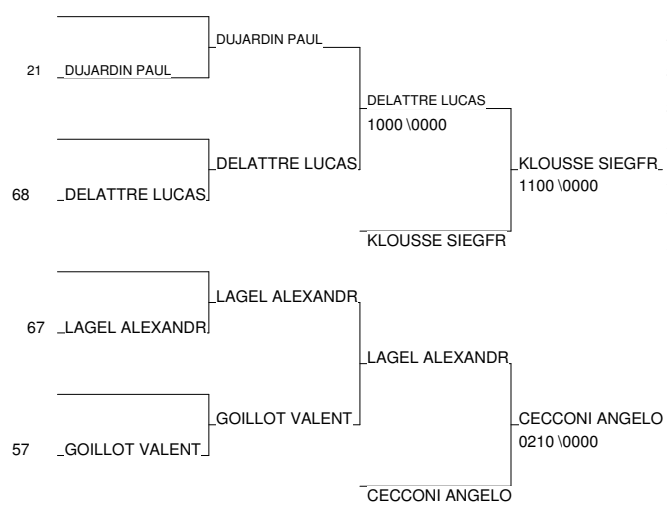 DUJARDIN PAUL
21 DUJARDIN PAUL
DELATTRE LUCAS
1000 \0000
DELATTRE LUCAS
KLOUSSE SIEGFR
1100 \0000
68 DELATTRE LUCAS
KLOUSSE SIEGFR
LAGEL ALEXANDR
67 LAGEL ALEXANDR
LAGEL ALEXANDR
GOILLOT VALENT
CECCONI ANGELO
0210 \0000
57 GOILLOT VALENT
CECCONI ANGELO